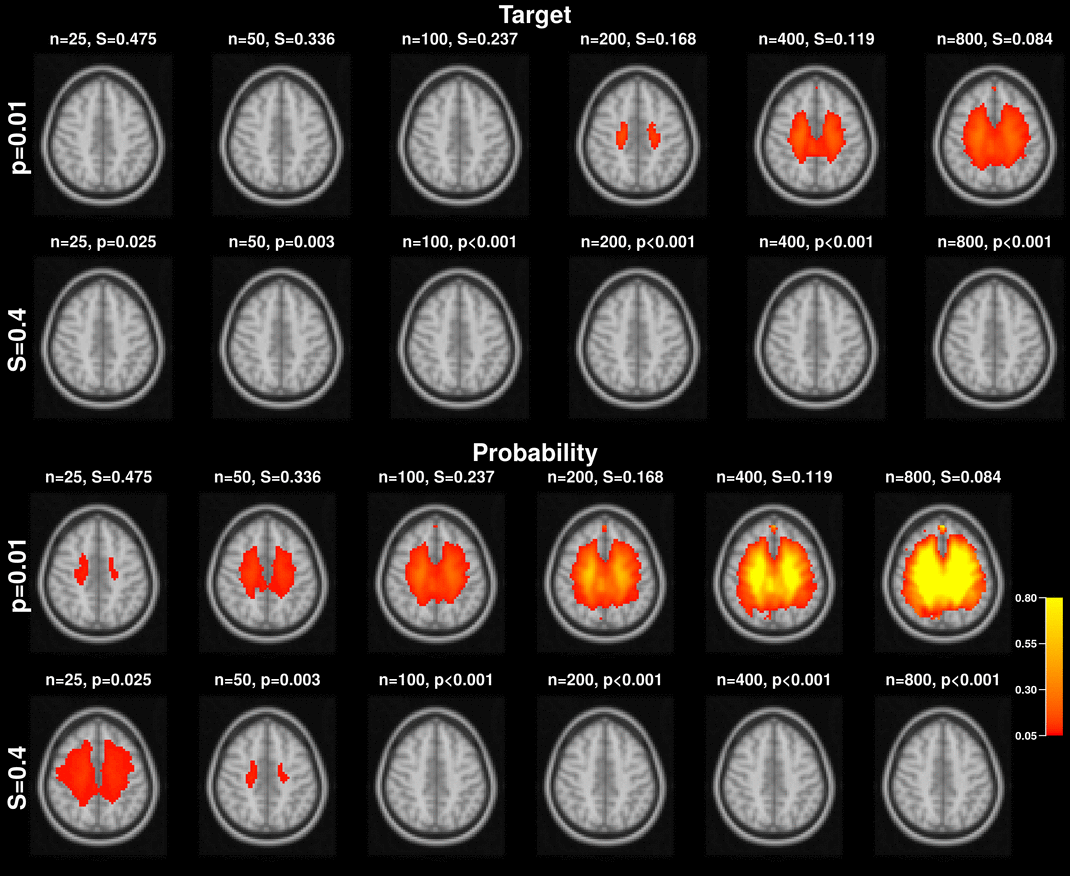 Target
n=25, S=0.475 n=50, S=0.336 n=100, S=0.237 n=200, S=0.168 n=400, S=0.119 n=800, S=0.084
p=0.01
n=25, p=0.025 n=50, p=0.003 n=100, p<0.001 n=200, p<0.001 n=400, p<0.001 n=800, p<0.001
S=0.4
Probability
n=25, S=0.475 n=50, S=0.336 n=100, S=0.237 n=200, S=0.168 n=400, S=0.119 n=800, S=0.084
p=0.01
0.80
0.55
0.30
0.05
n=25, p=0.025 n=50, p=0.003 n=100, p<0.001 n=200, p<0.001 n=400, p<0.001 n=800, p<0.001
S=0.4